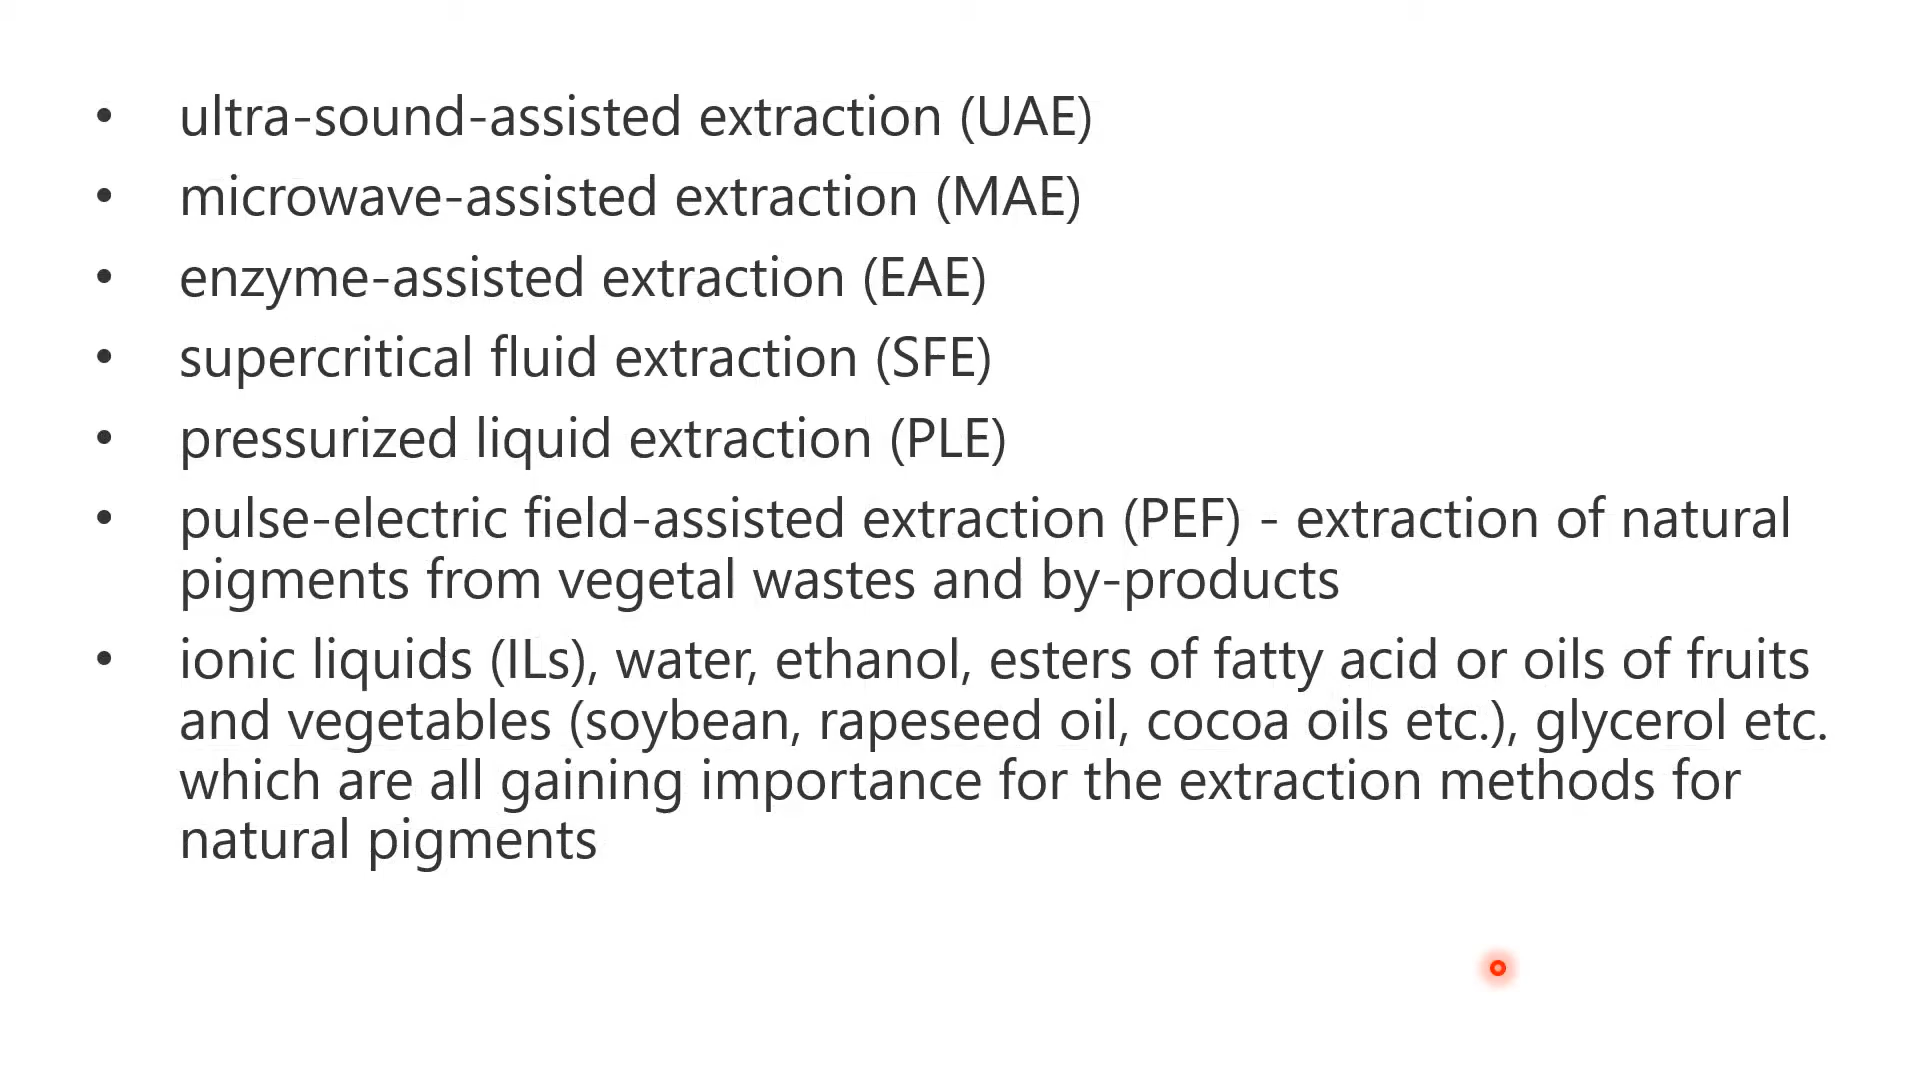 • ultra-sound-assisted extraction (UAE)
• microwave-assisted extraction (MAE)
• enzyme-assisted extraction (EAE)
• supercritical fluid extraction (SFE)
• pressurized liquid extraction (PLE)
• pulse-electric field-assisted extraction (PEF) - extraction of natural
pigments from vegetal wastes and by-products
• ionic liquids (ILs), water, ethanol, esters of fatty acid or oils of fruits
and vegetables (soybean, rapeseed oil, cocoa oils etc.), glycerol etc.
which are all gaining importance for the extraction methods for
natural pigments